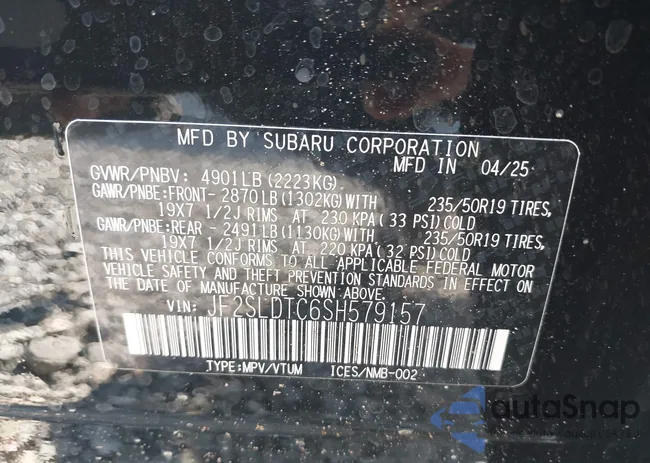 MFD BY SUBARU CORPORATION
MFD IN 04/25
GVWR/PNBV: 4901LB (2223KG)
GAWR/PNBE:FRONT- 2870 LB (1302KG) WITH 235/50R19 TIRES,
19X7 1/2J RIMS AT 230 KPA (33 PSI) COLD
GAWR/PNBE:REAR - 2491 LB (1130KG) WITH 235/50R19 TIRES,
19X7 1/2J RIMS AT 220 KPA (32 PSI) COLD
THIS VEHICLE CONFORMS TO ALL APPLICABLE FEDERAL MOTOR
VEHICLE SAFETY AND THEFT PREVENTION STANDARDS IN EFFECT ON
THE DATE OF MANUFACTURE SHOWN ABOVE.
VIN: JF2SLDTC6SH579157
TYPE:MPV/VTUM ICES/NMB-002
autoSnap